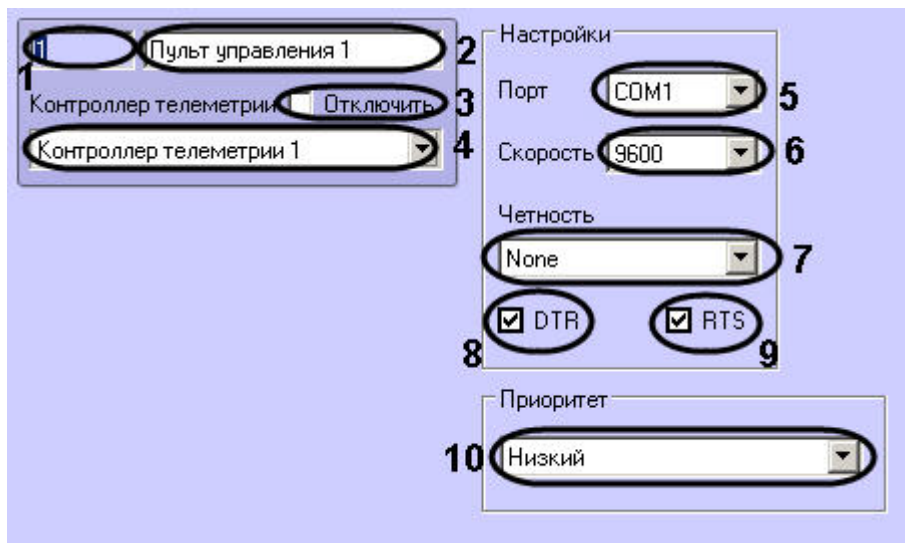 1 Пульт управления 1 2
1
Контроллер телеметрии Отключить 3
Контроллер телеметрии 1 4
Настройки
Порт COM1 5
Скорость 9600 6
Четность
None 7
DTR RTS
8 9
Приоритет
10 Низкий